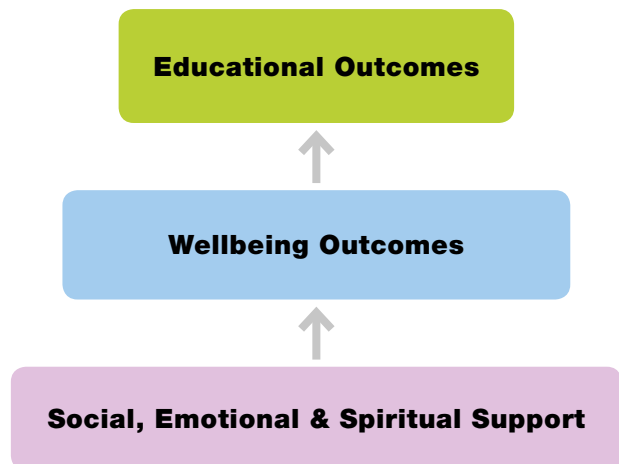 Educational Outcomes
Wellbeing Outcomes
Social, Emotional & Spiritual Support